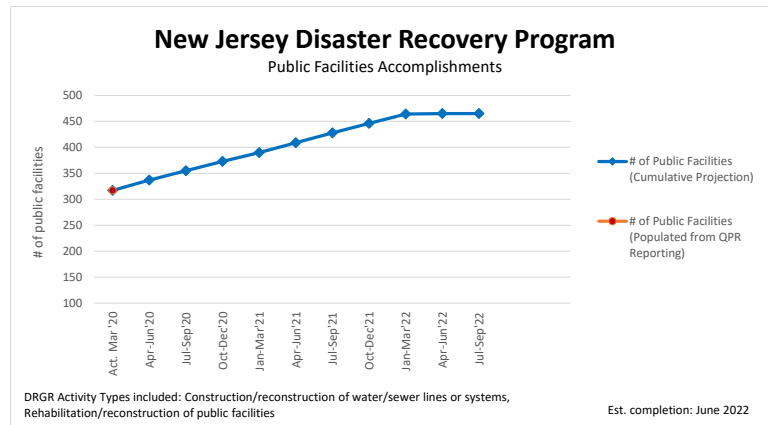 New Jersey Disaster Recovery Program
Public Facilities Accomplishments
# of public facilities
500
450
400
350
300
250
200
150
100
Act. Mar'20
Apr-Jun'20
Jul-Sep'20
Oct-Dec'20
Jan-Mar'21
Apr-Jun'21
Jul-Sep'21
Oct-Dec'21
Jan-Mar'22
Apr-Jun'22
Jul-Sep'22
# of Public Facilities
(Cumulative Projection)
# of Public Facilities
(Populated from QPR
Reporting)
DRGR Activity Types included: Construction/reconstruction of water/sewer lines or systems,
Rehabilitation/reconstruction of public facilities
Est. completion: June 2022